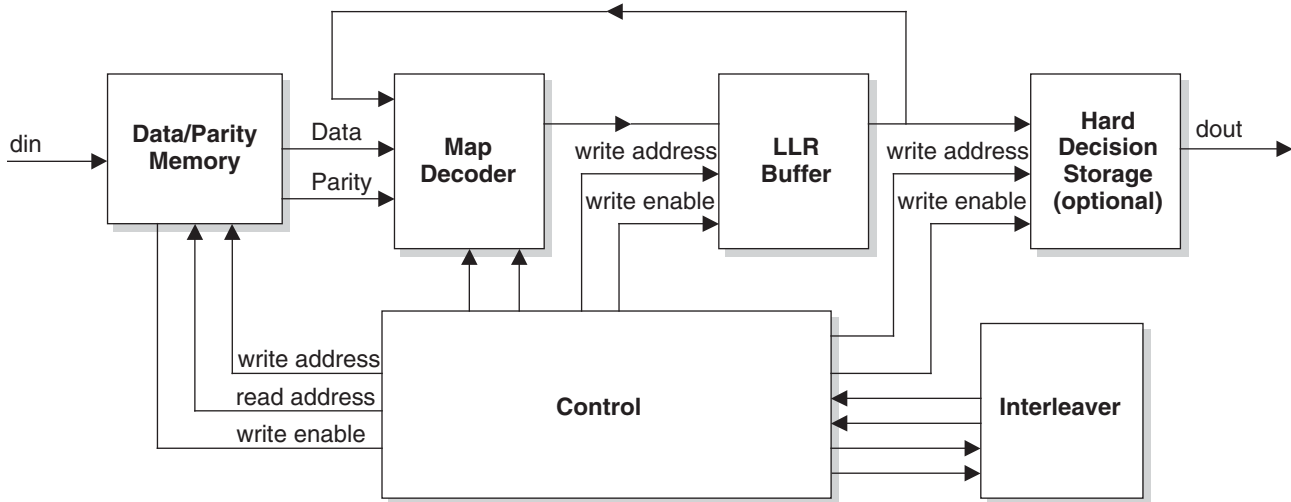 din
Data/Parity
Memory
Data
Parity
Map
Decoder
write address
write enable
LLR
Buffer
write address
write enable
Hard
Decision
Storage
(optional)
dout
write address
read address
write enable
Control
Interleaver